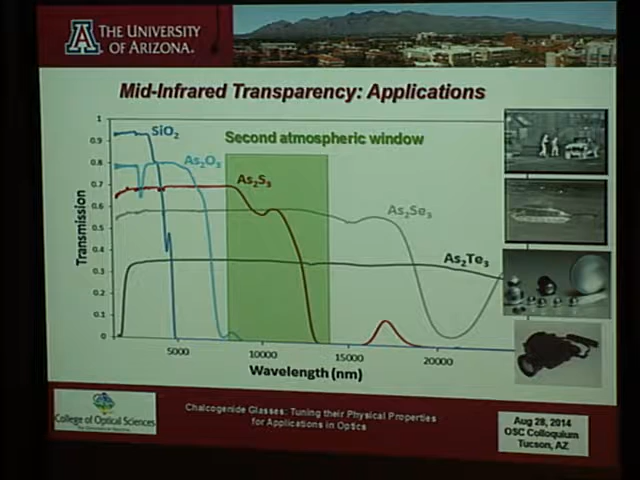 THE UNIVERSITY
OF ARIZONA.
Mid-Infrared Transparency: Applications
Second atmospheric window
SiO2
As2O3
As2S3
As2Se3
As2Te3
Transmission
1
0.9
0.8
0.7
0.6
0.5
0.4
0.3
0.2
0.1
0
5000
10000
15000
20000
Wavelength (nm)
College of Optical Sciences
Chalcogenide Glasses: Tuning their Physical Properties
for Applications in Optics
Aug 28, 2014
OSC Colloquium
Tucson, AZ